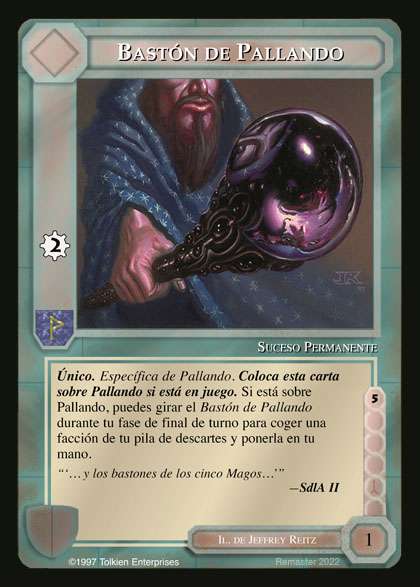 Bastón de Pallando
2
Suceso Permanente
Único. Específica de Pallando. Coloca esta carta
sobre Pallando si está en juego. Si está sobre
Pallando, puedes girar el Bastón de Pallando
durante tu fase de final de turno para coger una
facción de tu pila de descartes y ponerla en tu
mano.
“‘… y los bastones de los cinco Magos…’”
–SdlA II
5
Il. de Jeffrey Reitz
1
©1997 Tolkien Enterprises
Remaster 2022